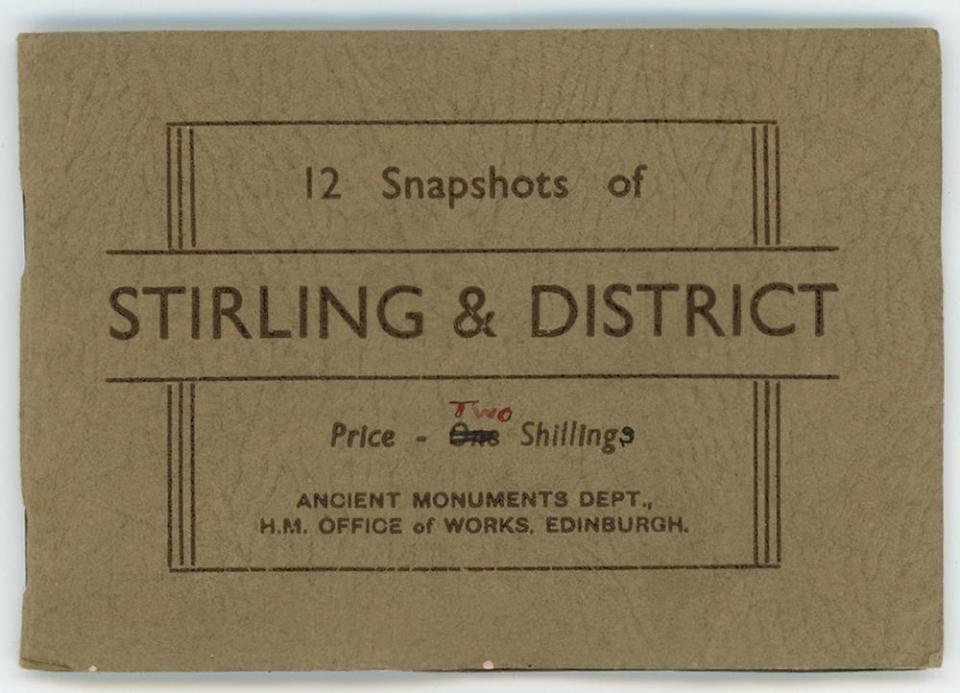 12 Snapshots of
STIRLING & DISTRICT
Two
Price - One Shillings
ANCIENT MONUMENTS DEPT.,
H.M. OFFICE of WORKS, EDINBURGH.